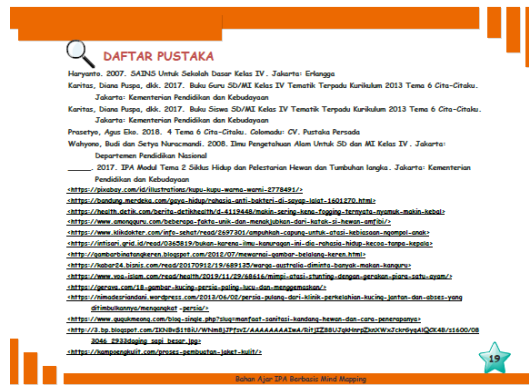 DAFTAR PUSTAKA
Haryanto. 2007. SAINS Untuk Sekolah Dasar Kelas IV. Jakarta: Erlangga
Karitas, Diana Puspa, dkk. 2017. Buku Guru SD/MI Kelas IV Tematik Terpadu Kurikulum 2013 Tema 6 Cita-Citaku.
Jakarta: Kementerian Pendidikan dan Kebudayaan
Karitas, Diana Puspa, dkk. 2017. Buku Siswa SD/MI Kelas IV Tematik Terpadu Kurikulum 2013 Tema 6 Cita-Citaku.
Jakarta: Kementerian Pendidikan dan Kebudayaan
Prasetyo, Agus Eko. 2018. 4 Tema 6 Cita-Citaku. Colomadu: CV. Pustaka Persada
Wahyono, Budi dan Setya Nuracmandi. 2008. Ilmu Pengetahuan Alam Untuk SD dan MI Kelas IV. Jakarta:
Departemen Pendidikan Nasional
_____. 2017. IPA Modul Tema 2 Siklus Hidup dan Pelestarian Hewan dan Tumbuhan langka. Jakarta: Kementerian
Pendidikan dan Kebudayaan
<https://pixabay.com/id/illustrations/kupu-kupu-warna-warni-2778491/>
<https://bandung.merdeka.com/gaya-hidup/rahasia-anti-bakteri-di-sayap-lalat-1601270.html>
<https://health.detik.com/berita-detikhealth/d-4119448/makin-sering-kena-fogging-ternyata-nyamuk-makin-kebal>
<https://www.amongguru.com/beberapa-fakta-unik-dan-menakjubkan-dari-katak-si-hewan-amfibi/>
<https://www.klikdokter.com/info-sehat/read/2697301/ampuhkah-capung-untuk-atasi-kebiasaan-ngompol-anak>
<https://intisari.grid.id/read/0365819/bukan-karena-ilmu-kanuragan-ini-dia-rahasia-hidup-kecoa-tanpa-kepala>
<http://gambarbinatangkeren.blogspot.com/2012/07/mewarnai-gambar-belalang-keren.html>
<https://kabar24.bisnis.com/read/20170912/19/689135/warga-australia-diminta-banyak-makan-kanguru>
<https://www.voa-islam.com/read/health/2019/11/29/68616/mimpi-atasi-stunting-dengan-gerakan-piara-satu-ayam/>
<https://gerava.com/18-gambar-kucing-persia-paling-lucu-dan-menggemaskan/>
<https://nimadesriandani.wordpress.com/2013/06/02/persia-pulang-dari-klinik-perkelahian-kucing-jantan-dan-abses-yang
ditimbulkannya/mengangkat -persia/>
<https://www.gugukmeong.com/blog-single.php?slug=manfaat-sanitasi-kandang-hewan-dan-cara-penerapanya>
3046_2933daging_sapi_besar.jpg>
<https://kampoengkulit.com/proses-pembuatan-jaket-kulit/>
19
Bahan Ajar IPA Berbasis Mind Mapping